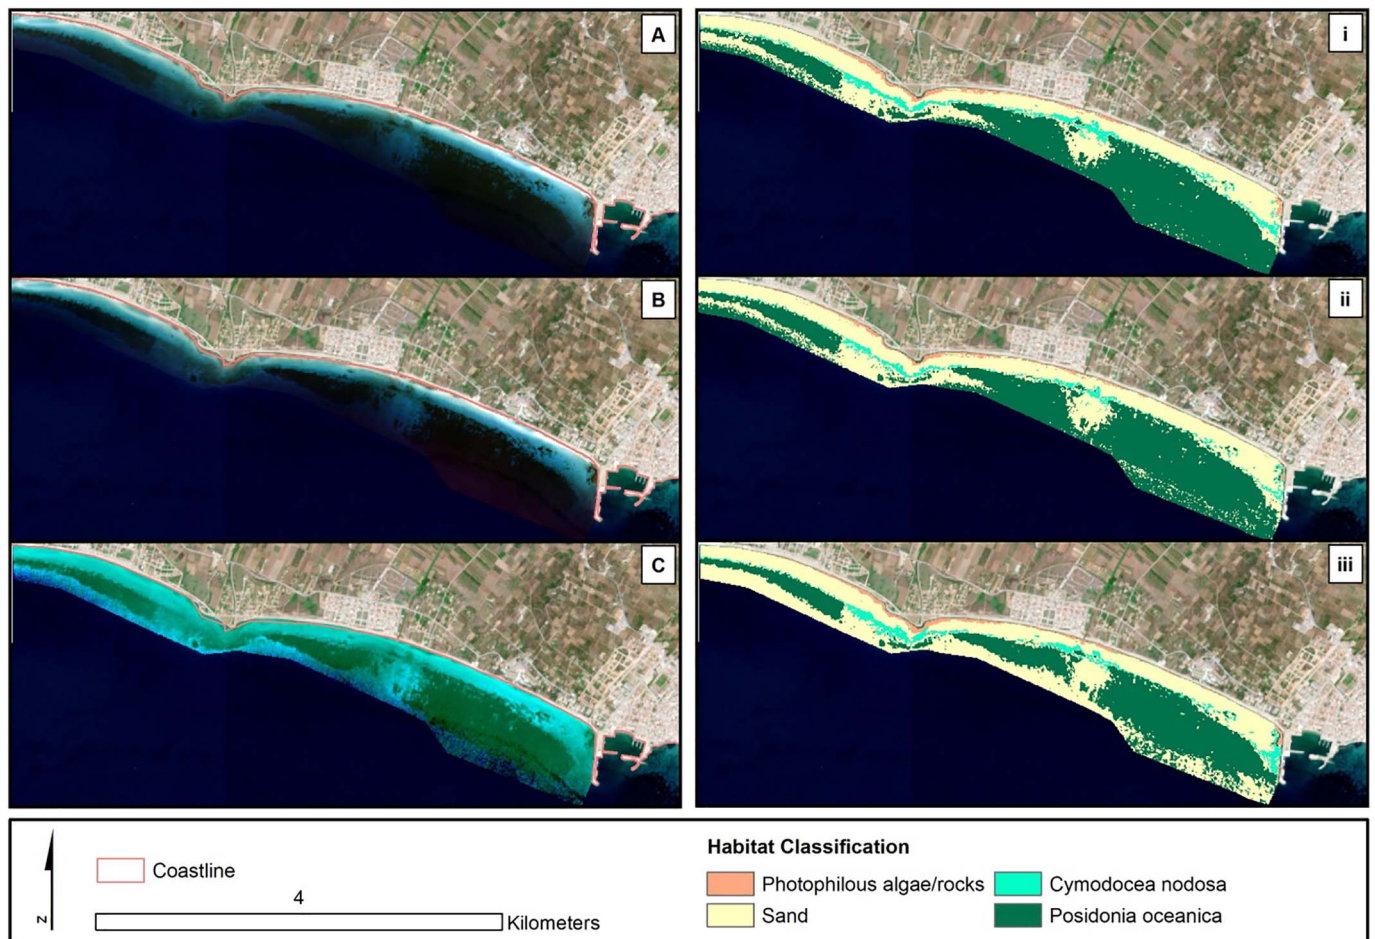 A
i
B
ii
C
iii
N
Coastline
4
Kilometers
Habitat Classification
Photophilous algae/rocks
Cymodocea nodosa
Sand
Posidonia oceanica